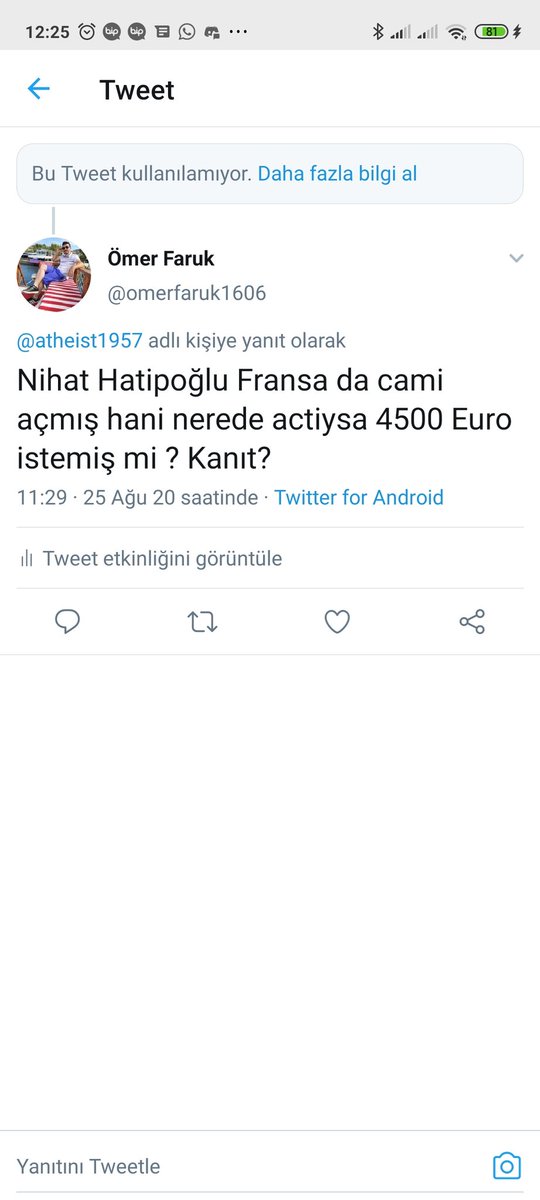 12:25 bip bip 81
Tweet
Bu Tweet kullanılamıyor. Daha fazla bilgi al
Ömer Faruk
@omerfaruk1606
@atheist1957 adlı kişiye yanıt olarak
Nihat Hatipoğlu Fransa da cami
açmış hani nerede actiysa 4500 Euro
istemiş mi ? Kanıt?
11:29 · 25 Ağu 20 saatinde · Twitter for Android
Tweet etkinliğini görüntüle
Yanıtını Tweetle